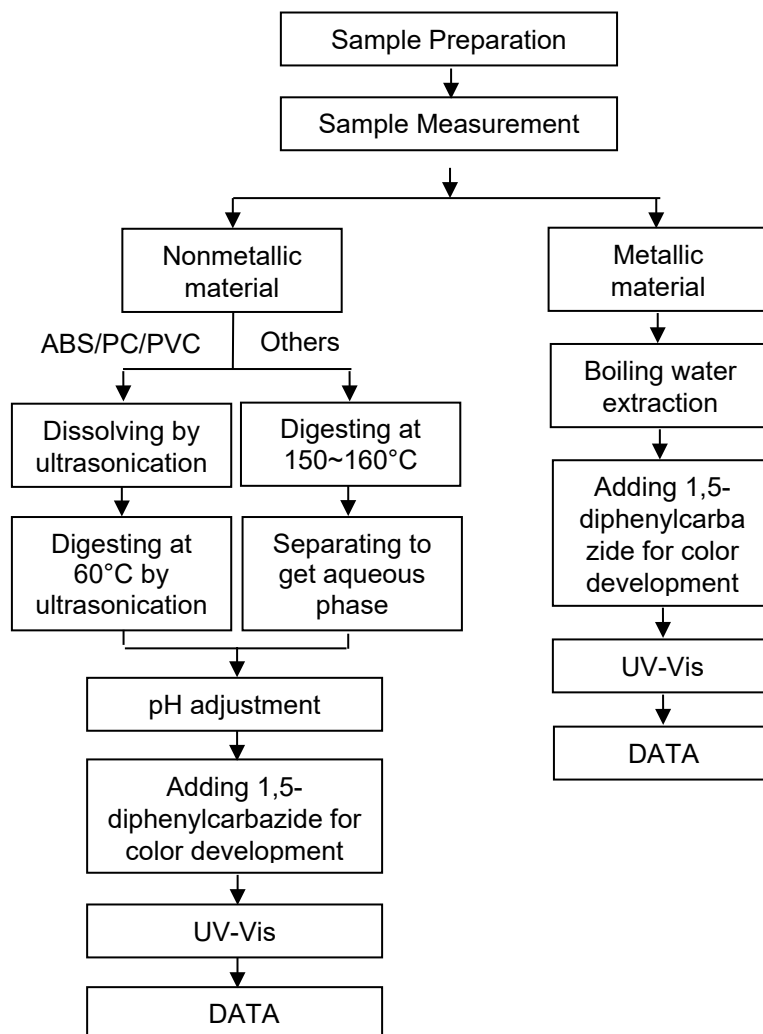 Sample Preparation
Sample Measurement
Nonmetallic
material
Metallic
material
ABS/PC/PVC
Others
Boiling water
extraction
Dissolving by
ultrasonication
Digesting at
150~160°C
Adding 1,5-
diphenylcarba
zide for color
development
Digesting at
60°C by
ultrasonication
Separating to
get aqueous
phase
UV-Vis
pH adjustment
DATA
Adding 1,5-
diphenylcarbazide for
color development
UV-Vis
DATA